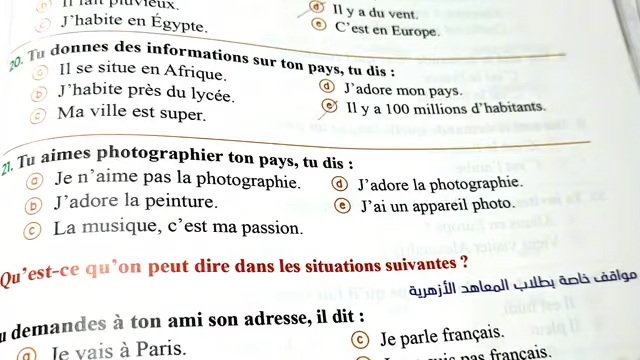 Il fait pluvieux.
ⓒ J'habite en Égypte.
ⓓ Il y a du vent.
ⓔ C'est en Europe.
20. Tu donnes des informations sur ton pays, tu dis :
ⓐ Il se situe en Afrique.
ⓑ J'habite près du lycée.
ⓒ Ma ville est super.
ⓓ J'adore mon pays.
ⓔ Il y a 100 millions d'habitants.
21. Tu aimes photographier ton pays, tu dis :
ⓐ Je n'aime pas la photographie.
ⓑ J'adore la peinture.
ⓒ La musique, c'est ma passion.
ⓓ J'adore la photographie.
ⓔ J'ai un appareil photo.
Qu'est-ce qu'on peut dire dans les situations suivantes ?
مواقف خاصة بطلاب المعاهد الأزهرية
demandes à ton ami son adresse, il dit :
ⓐ Je vais à Paris.
ⓒ Je parle français.
pas français.